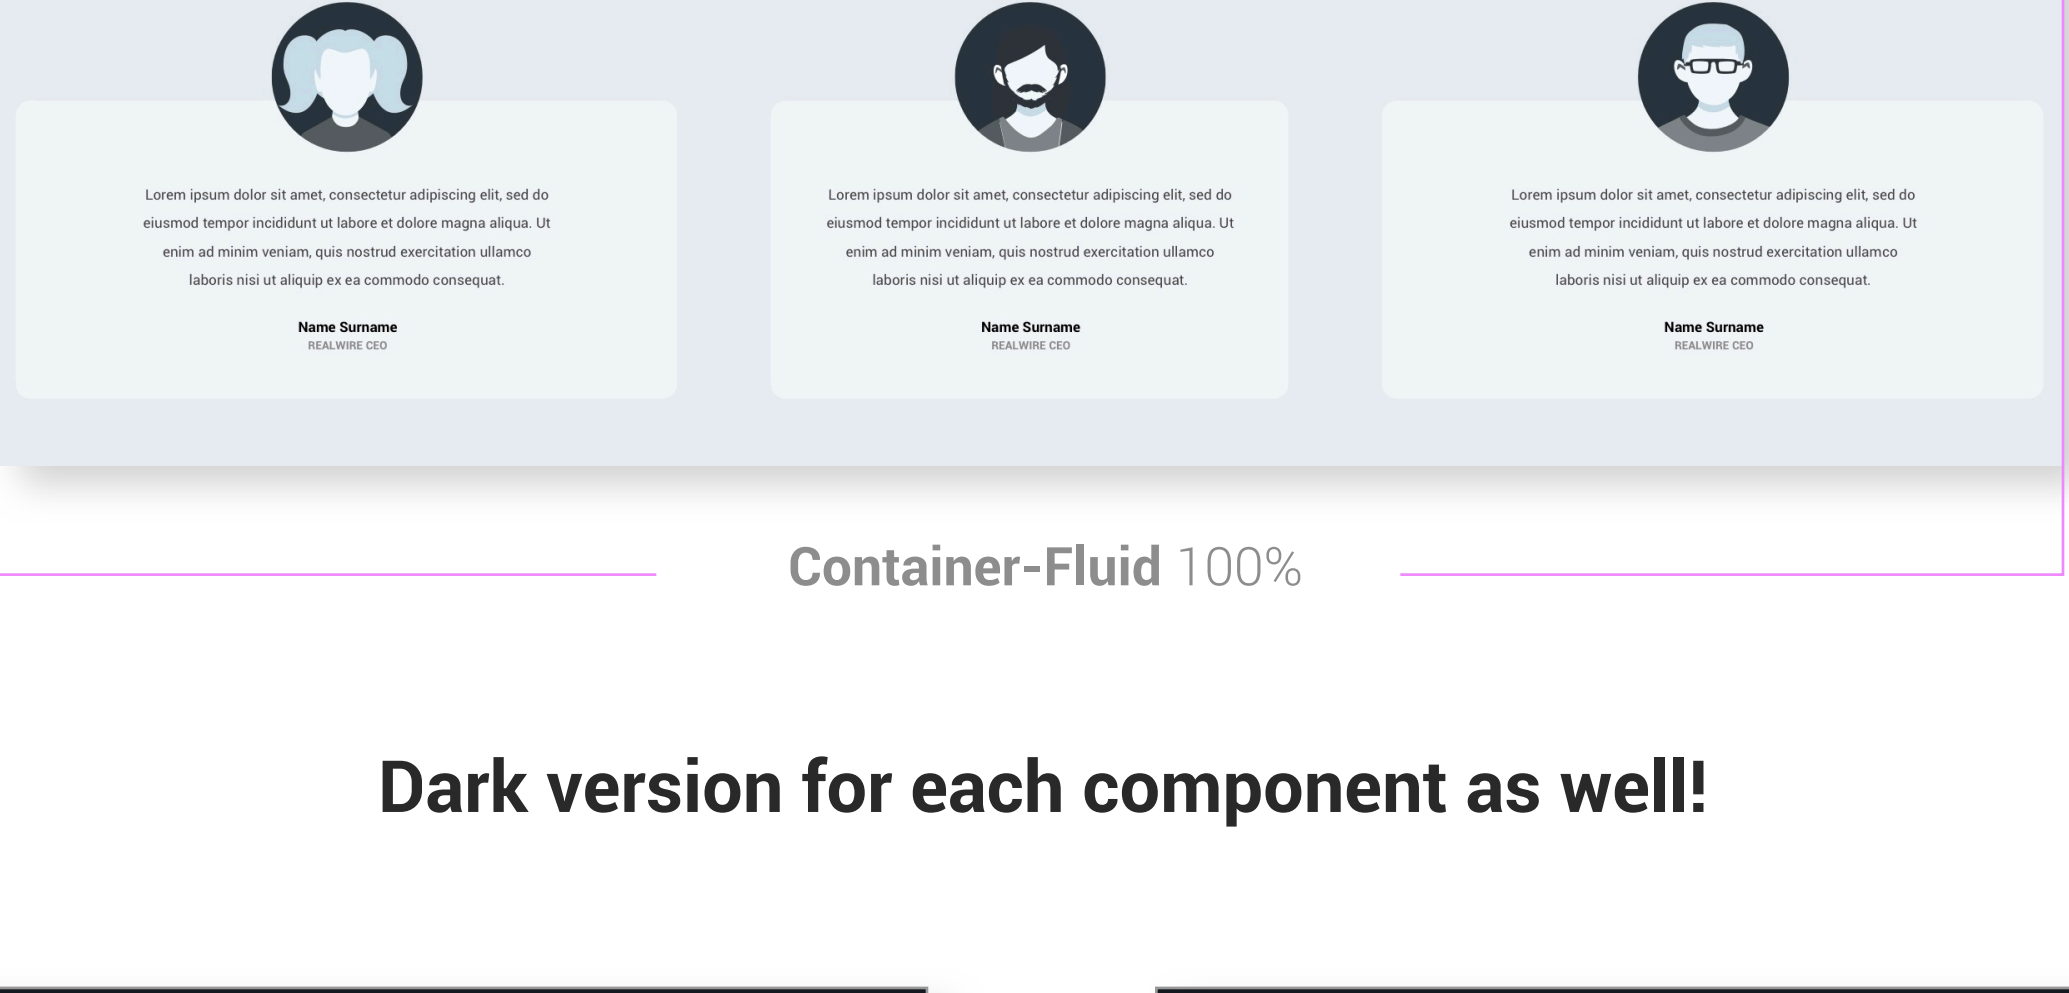 Lorem ipsum dolor sit amet, consectetur adipiscing elit, sed do
eiusmod tempor incididunt ut labore et dolore magna aliqua. Ut
enim ad minim veniam, quis nostrud exercitation ullamco
laboris nisi ut aliquip ex ea commodo consequat.
Name Surname
REALWIRE CEO
Lorem ipsum dolor sit amet, consectetur adipiscing elit, sed do
eiusmod tempor incididunt ut labore et dolore magna aliqua. Ut
enim ad minim veniam, quis nostrud exercitation ullamco
laboris nisi ut aliquip ex ea commodo consequat.
Name Surname
REALWIRE CEO
Lorem ipsum dolor sit amet, consectetur adipiscing elit, sed do
eiusmod tempor incididunt ut labore et dolore magna aliqua. Ut
enim ad minim veniam, quis nostrud exercitation ullamco
laboris nisi ut aliquip ex ea commodo consequat.
Name Surname
REALWIRE CEO
Container-Fluid 100%
Dark version for each component as well!